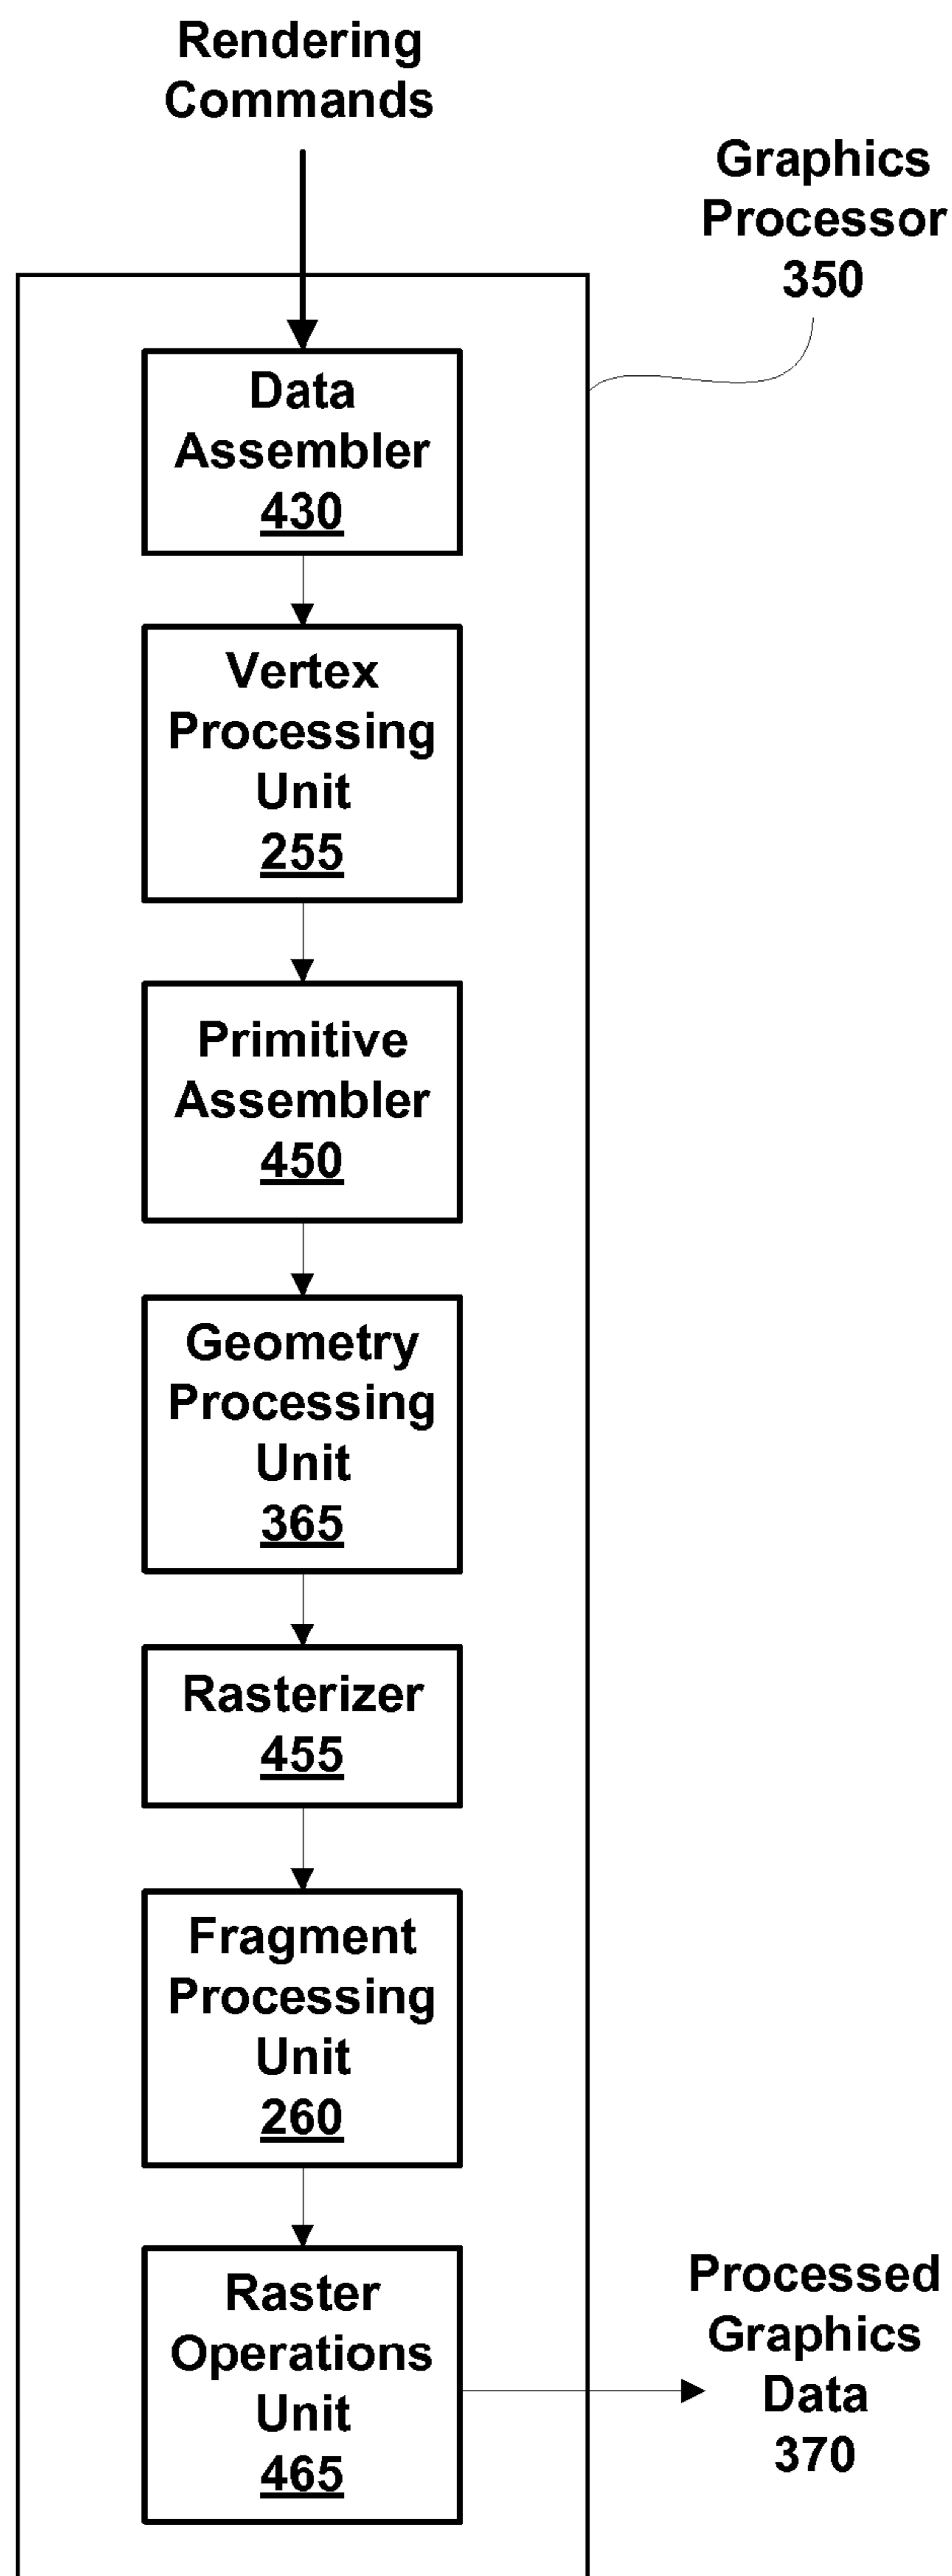 Rendering
Commands
Graphics
Processor
350
Data
Assembler
430
Vertex
Processing
Unit
255
Primitive
Assembler
450
Geometry
Processing
Unit
365
Rasterizer
455
Fragment
Processing
Unit
260
Raster
Operations
Unit
465
Processed
Graphics
Data
370